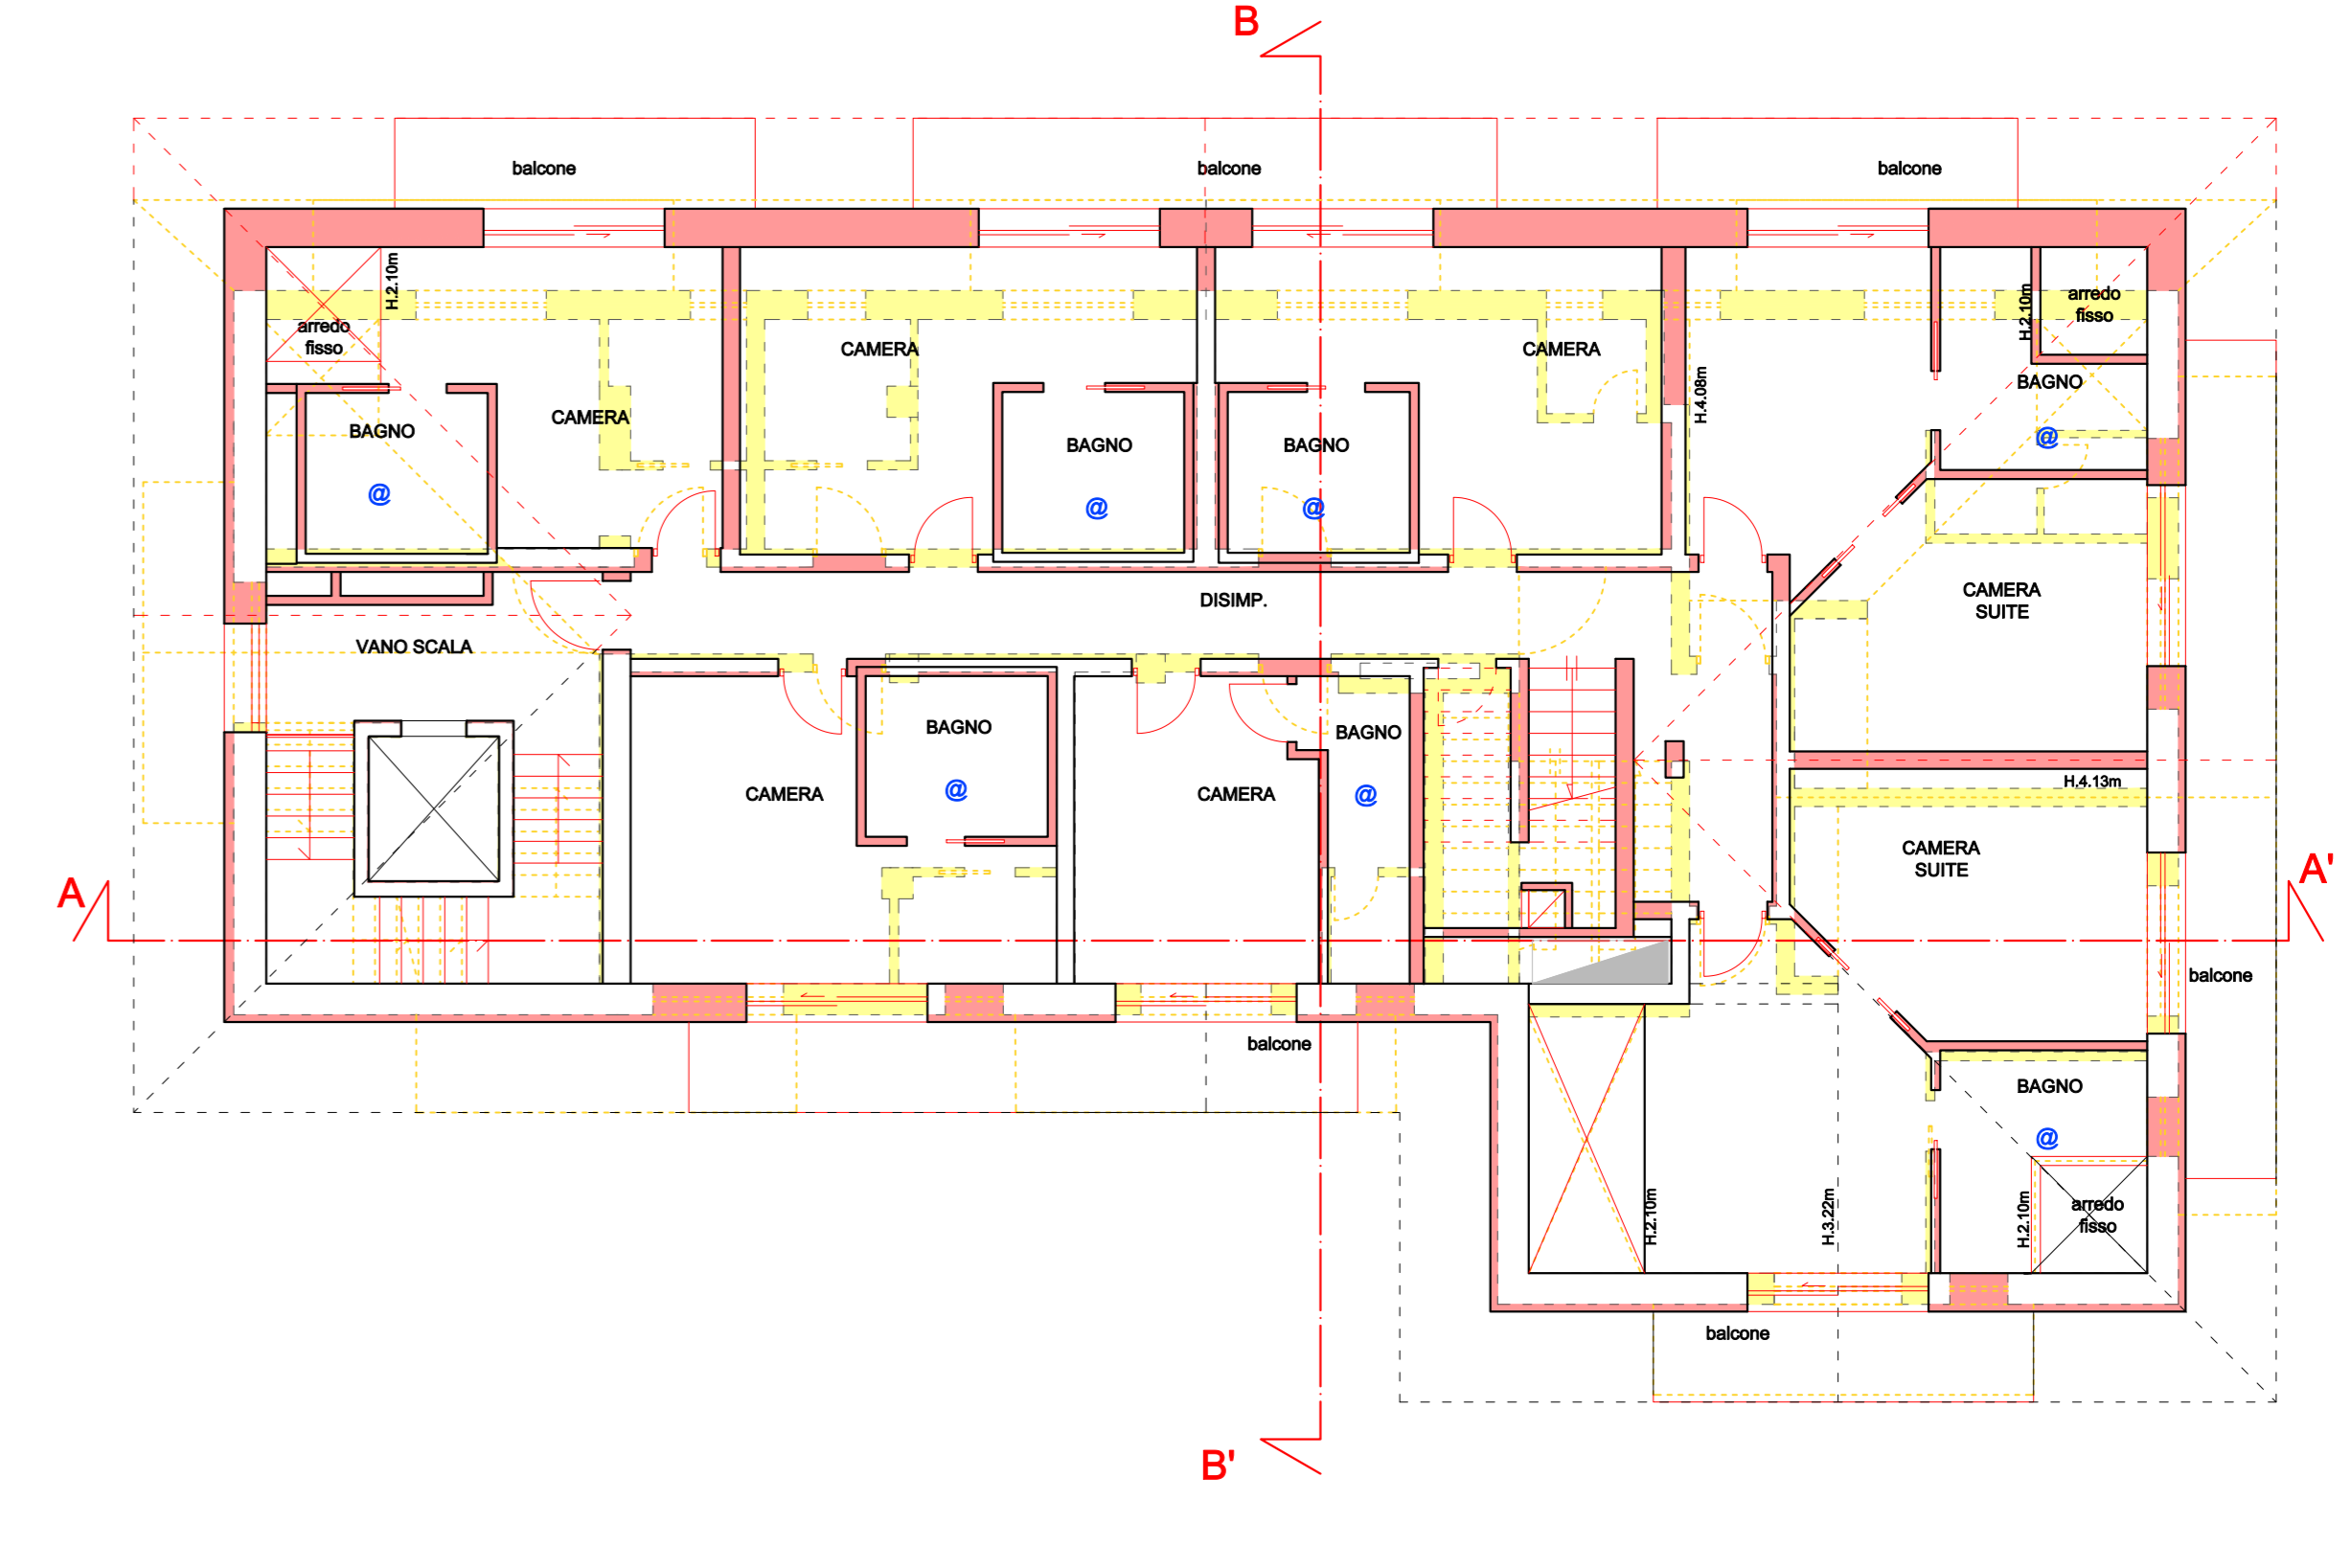 B
balcone
balcone
balcone
H.2.10m
arredo
fisso
CAMERA
BAGNO
@
CAMERA
BAGNO
@
BAGNO
@
CAMERA
H.4.08m
H.2.10m
arredo
fisso
BAGNO
@
CAMERA
SUITE
DISIMP.
VANO SCALA
CAMERA
BAGNO
@
CAMERA
BAGNO
@
H.4.13m
CAMERA
SUITE
A
A'
balcone
balcone
BAGNO
@
H.2.10m
H.3.22m
H.2.10m
arredo
fisso
balcone
B'